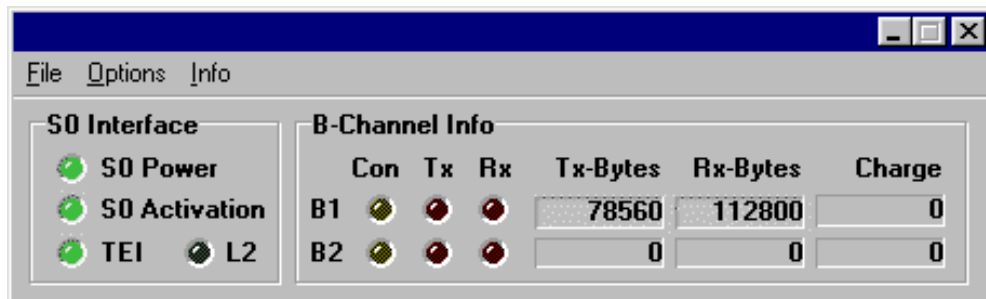 File Options Info
S0 Interface
S0 Power
S0 Activation
TEI L2
B-Channel Info
Con Tx Rx Tx-Bytes Rx-Bytes Charge
B1 78560 112800 0
B2 0 0 0